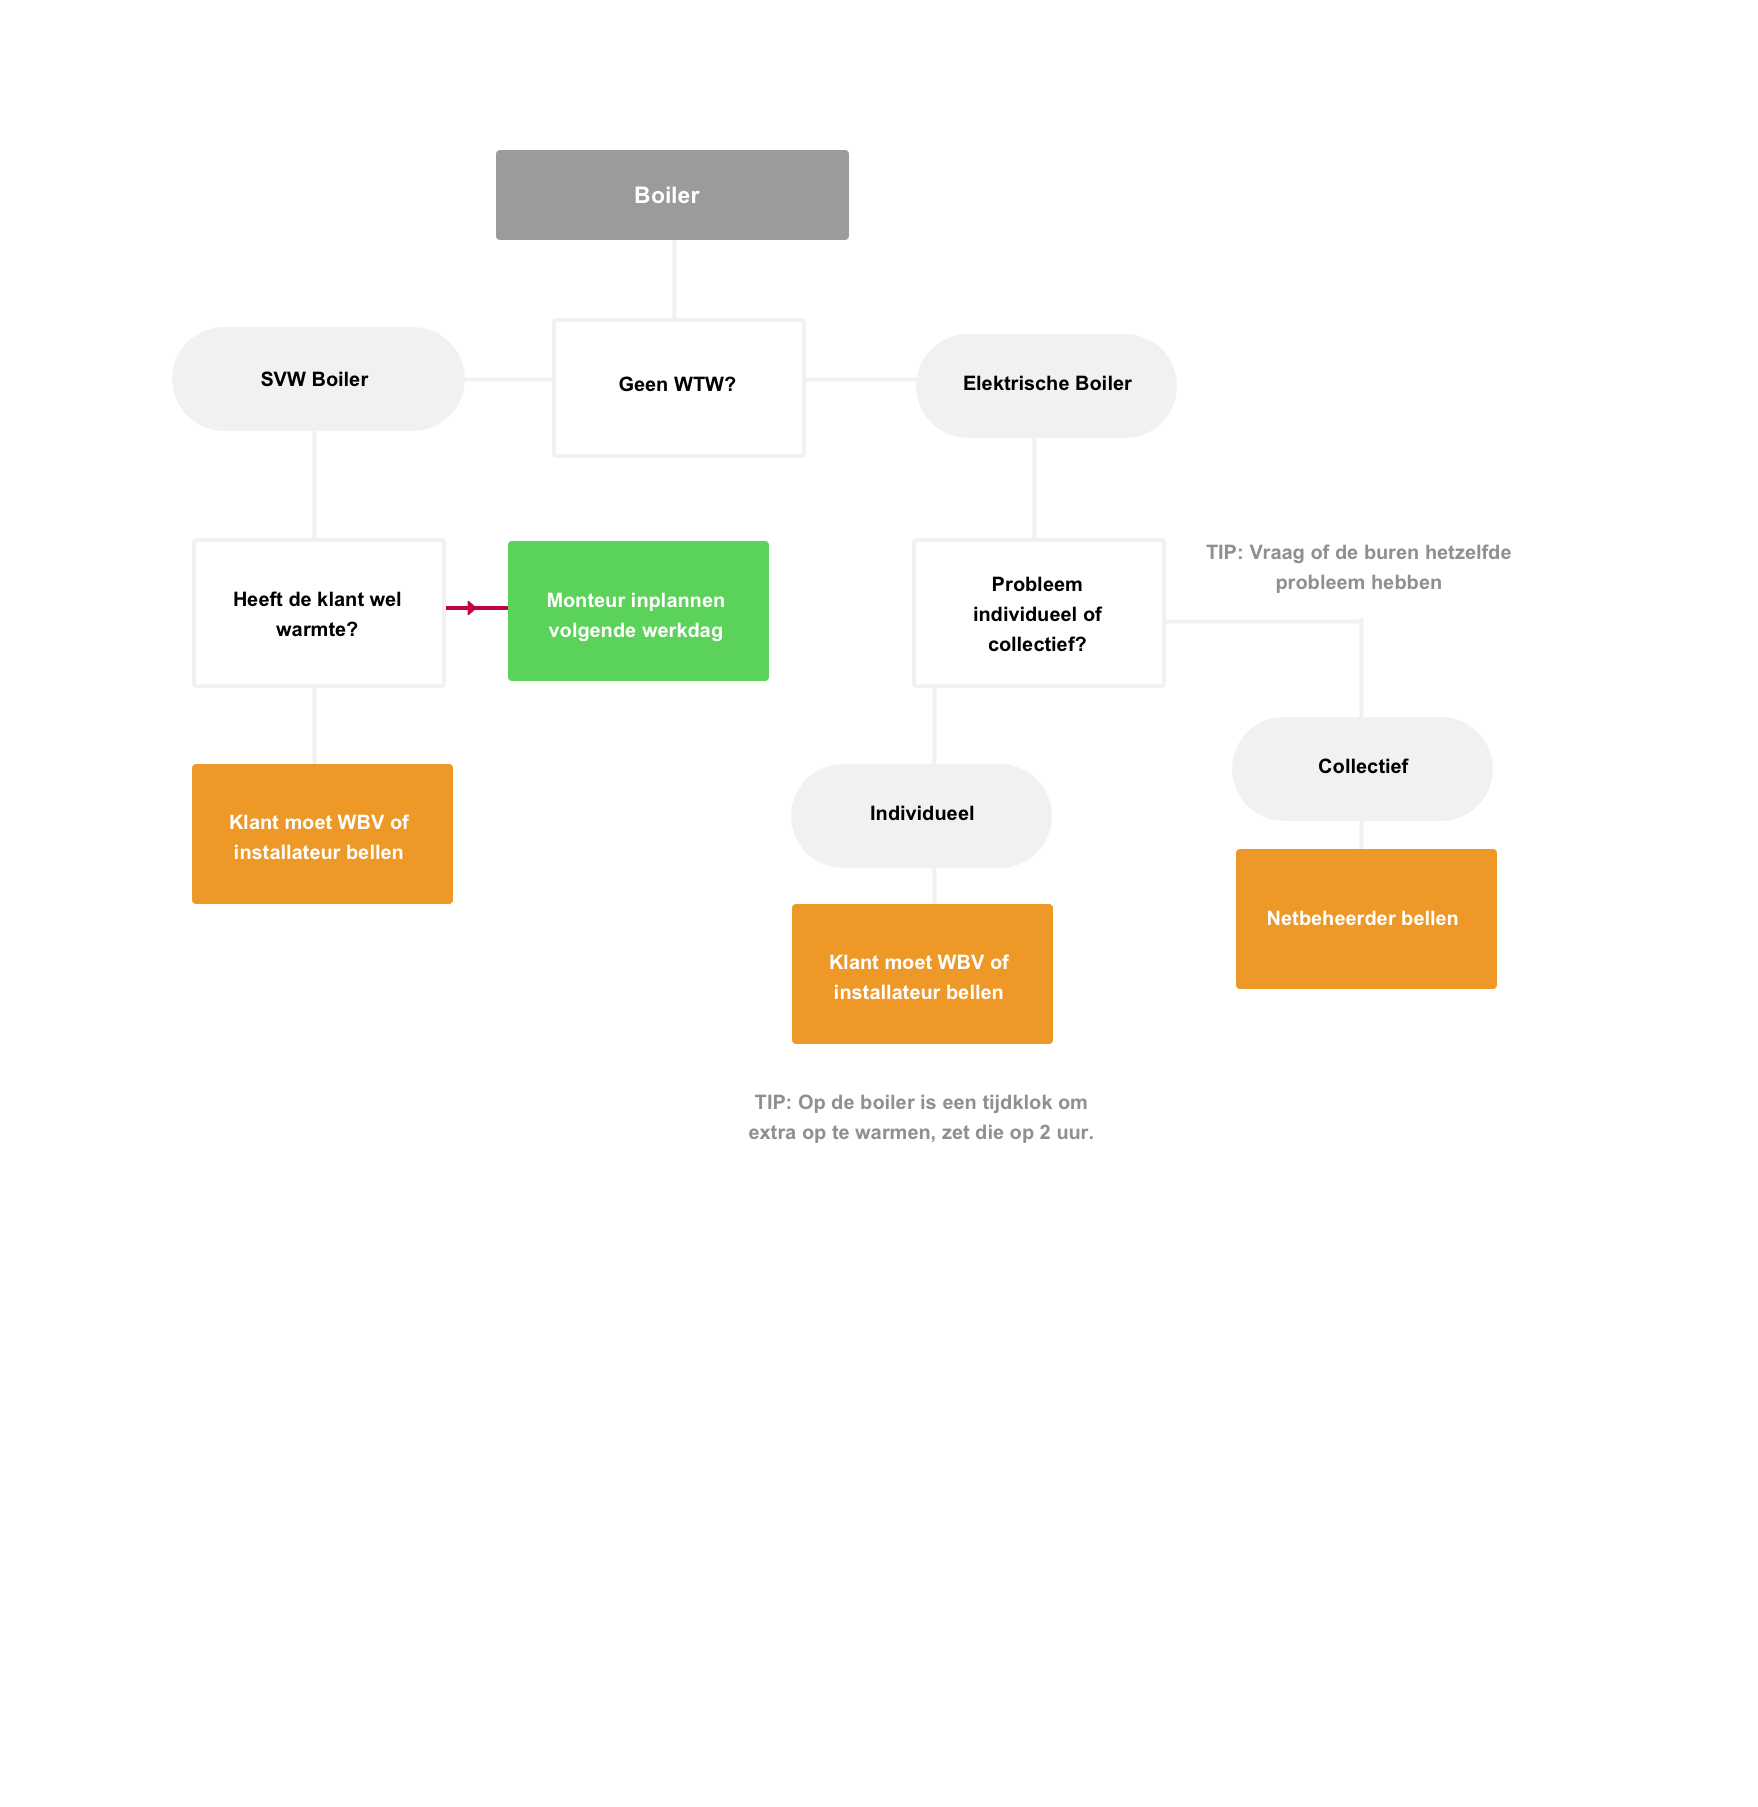 Boiler
SVW Boiler
Geen WTW?
Elektrische Boiler
Heeft de klant wel
warmte?
Monteur inplannen
volgende werkdag
Probleem
individueel of
collectief?
TIP: Vraag of de buren hetzelfde
probleem hebben
Klant moet WBV of
installateur bellen
Individueel
Collectief
Klant moet WBV of
installateur bellen
Netbeheerder bellen
TIP: Op de boiler is een tijdklok om
extra op te warmen, zet die op 2 uur.